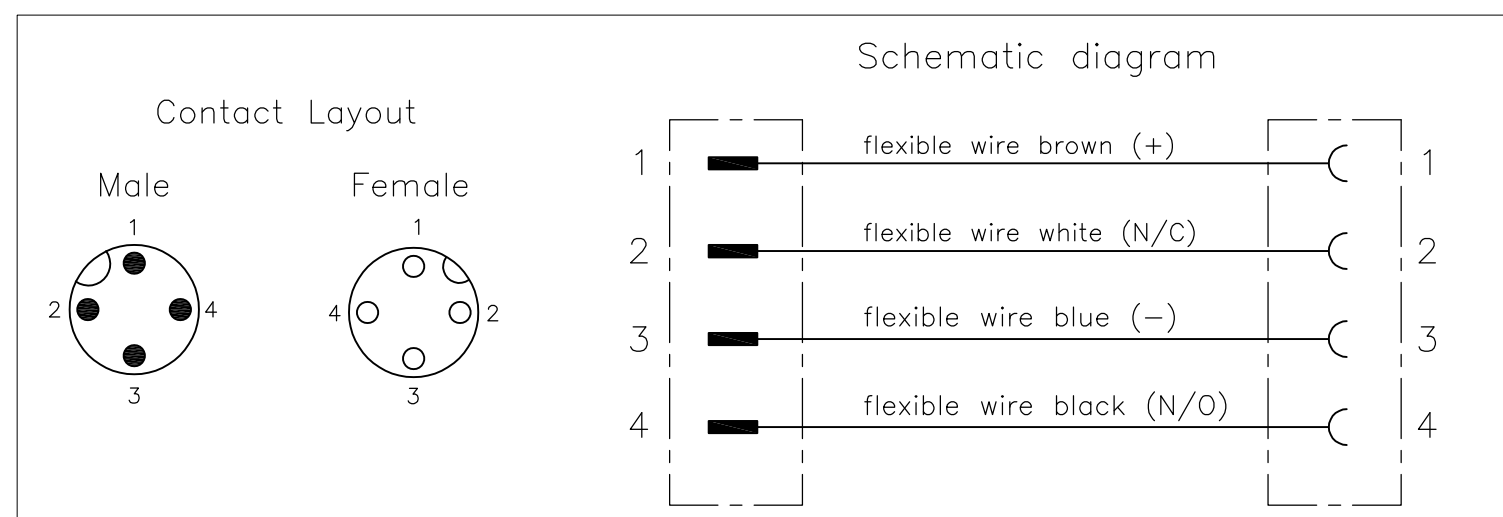 Schematic diagram
Contact Layout
Male
Female
1
2
4
3
1
4
2
3
1
flexible wire brown (+)
1
2
flexible wire white (N/C)
2
3
flexible wire blue (−)
3
4
flexible wire black (N/O)
4